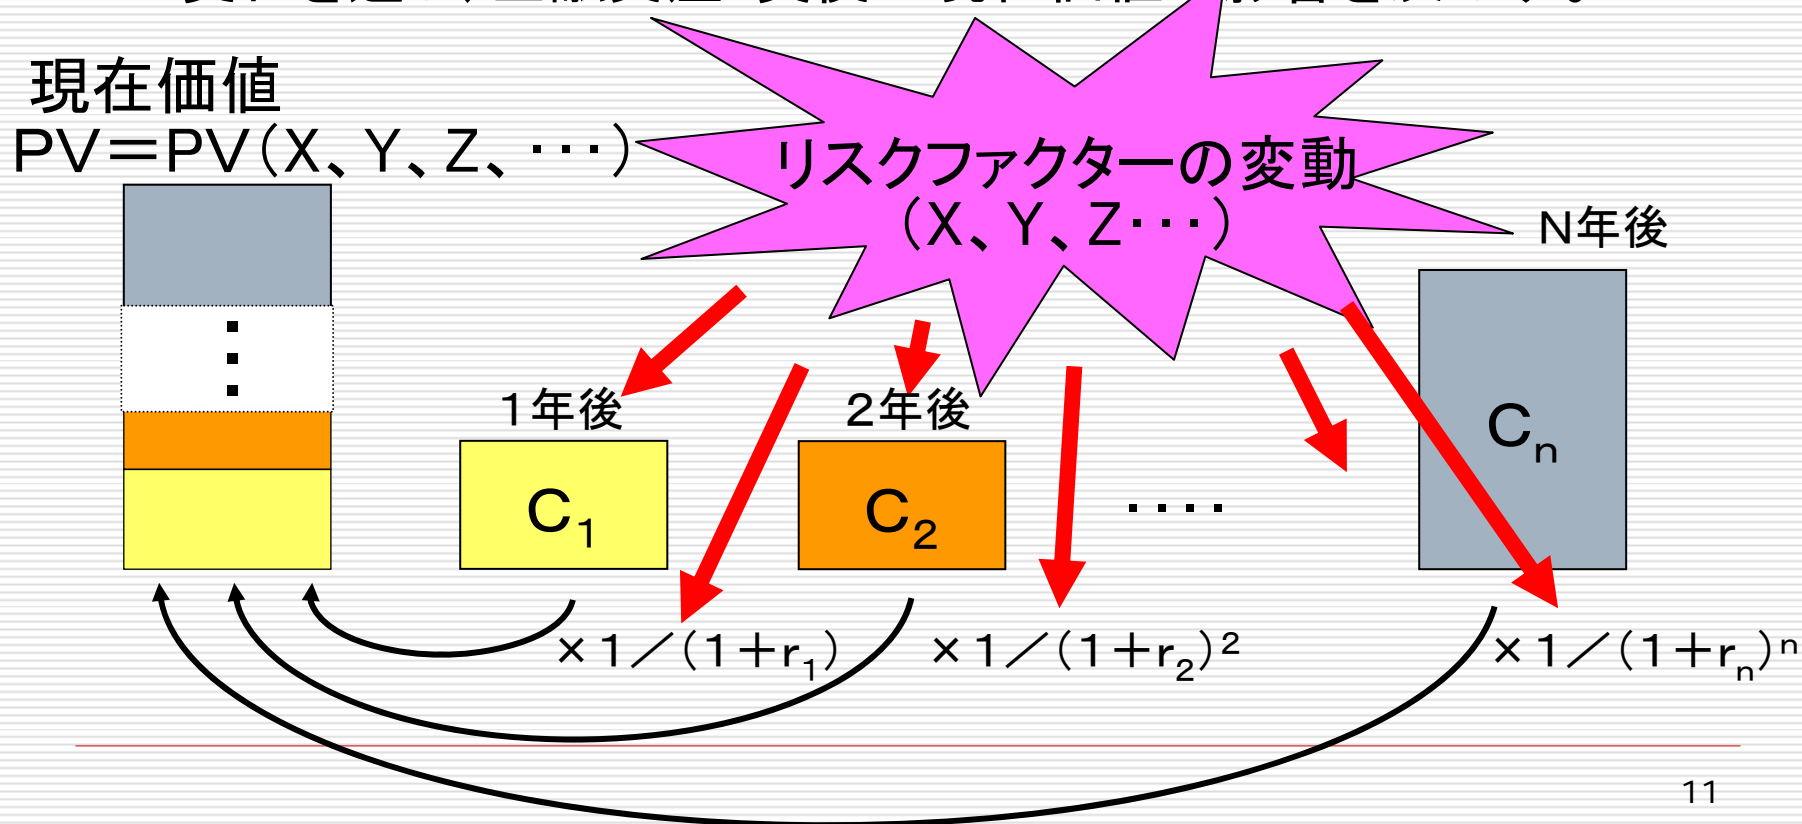 現在価値
PV＝PV（X、Y、Z、・・・）
リスクファクターの変動
（X、Y、Z・・・）
N年後
1年後
2年後
C1
C2
・・・・
Cn
×1／（1＋r1）
×1／（1＋r2）2
×1／（1＋rn）n
11